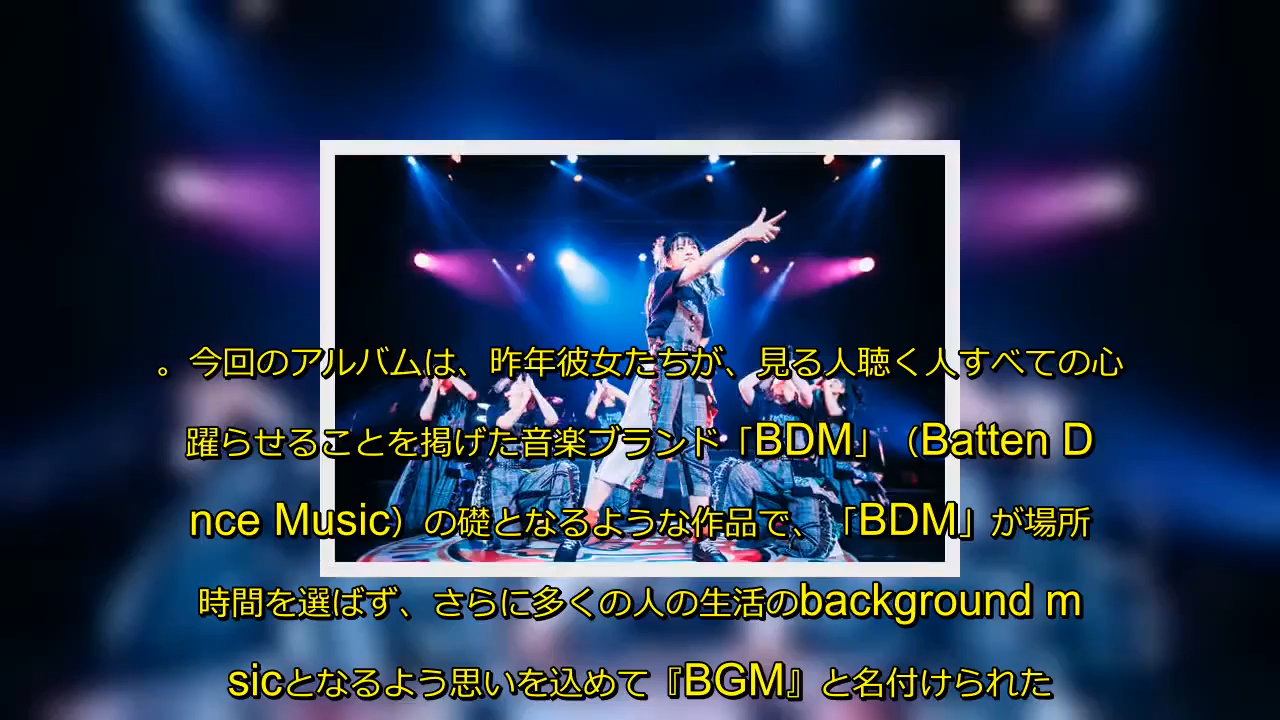 。今回のアルバムは、昨年彼女たちが、見る人聴く人すべての心
躍らせることを掲げた音楽ブランド「BDM」（Batten D
nce Music）の礎となるような作品で、「BDM」が場所
時間を選ばず、さらに多くの人の生活のbackground m
sicとなるよう思いを込めて『BGM』と名付けられた